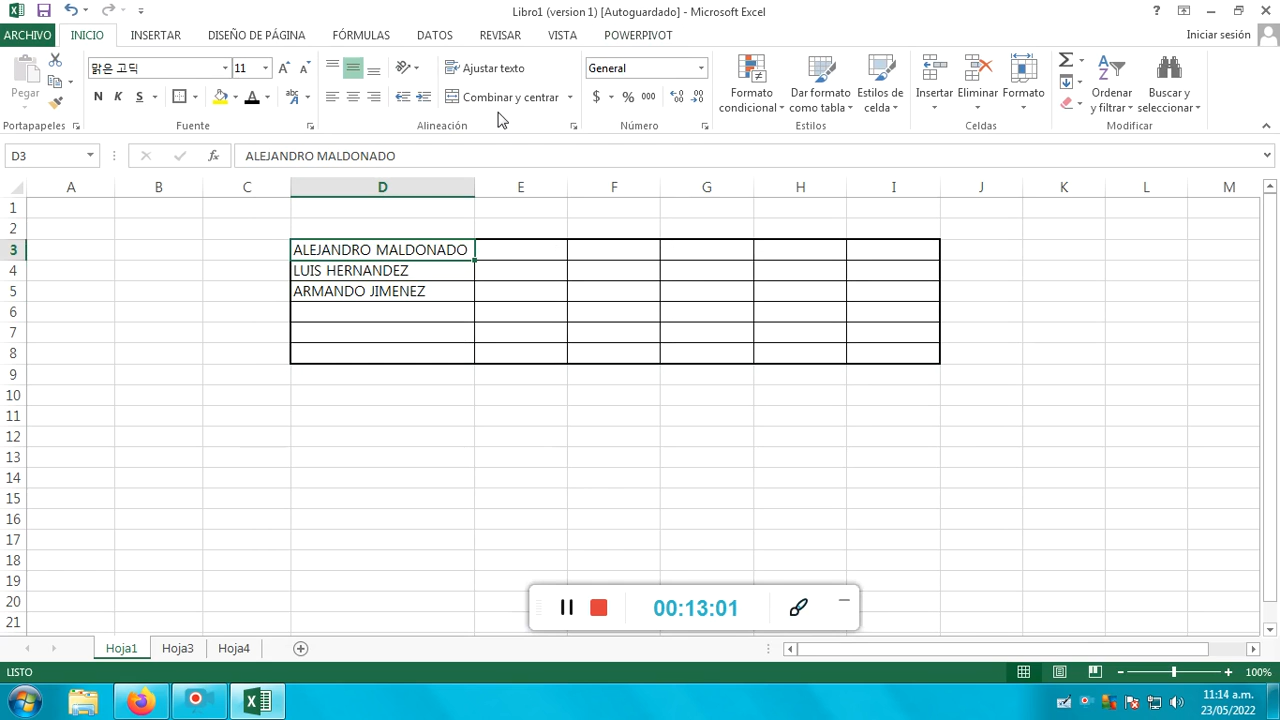 Libro1 (version 1) [Autoguardado] - Microsoft Excel
ARCHIVO INICIO INSERTAR DISEÑO DE PÁGINA FÓRMULAS DATOS REVISAR VISTA POWERPIVOT Iniciar sesión
Pegar
Portapapeles
맑은 고딕 11
N K S
Fuente
Ajustar texto
Combinar y centrar
Alineación
General
$ % 000
Número
Formato condicional
Dar formato como tabla
Estilos de celda
Estilos
Insertar
Eliminar
Formato
Celdas
Ordenar y filtrar
Buscar y seleccionar
Modificar
D3 fx ALEJANDRO MALDONADO
A B C D E F G H I J K L M
1
2
3 ALEJANDRO MALDONADO
4 LUIS HERNANDEZ
5 ARMANDO JIMENEZ
6
7
8
9
10
11
12
13
14
15
16
17
18
19
20
21
00:13:01
Hoja1 Hoja3 Hoja4
LISTO 100%
11:14 a.m.
23/05/2022